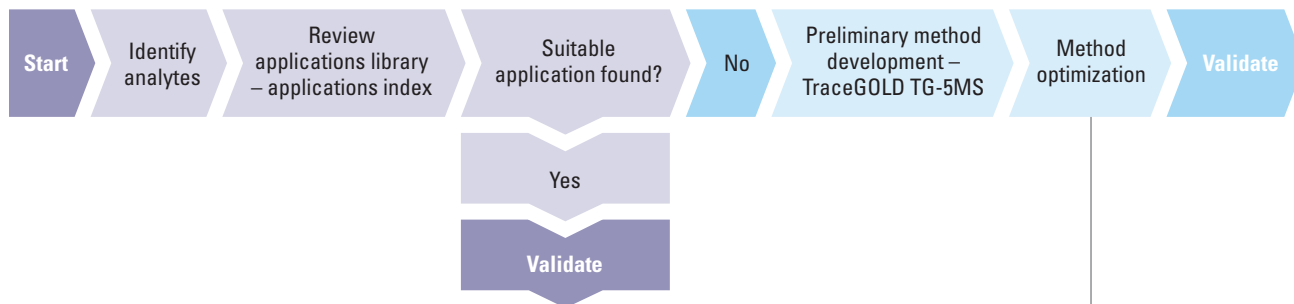 Start
Identify
analytes
Review
applications library
– applications index
Suitable
application found?
No
Preliminary method
development –
TraceGOLD TG-5MS
Method
optimization
Validate
Yes
Validate